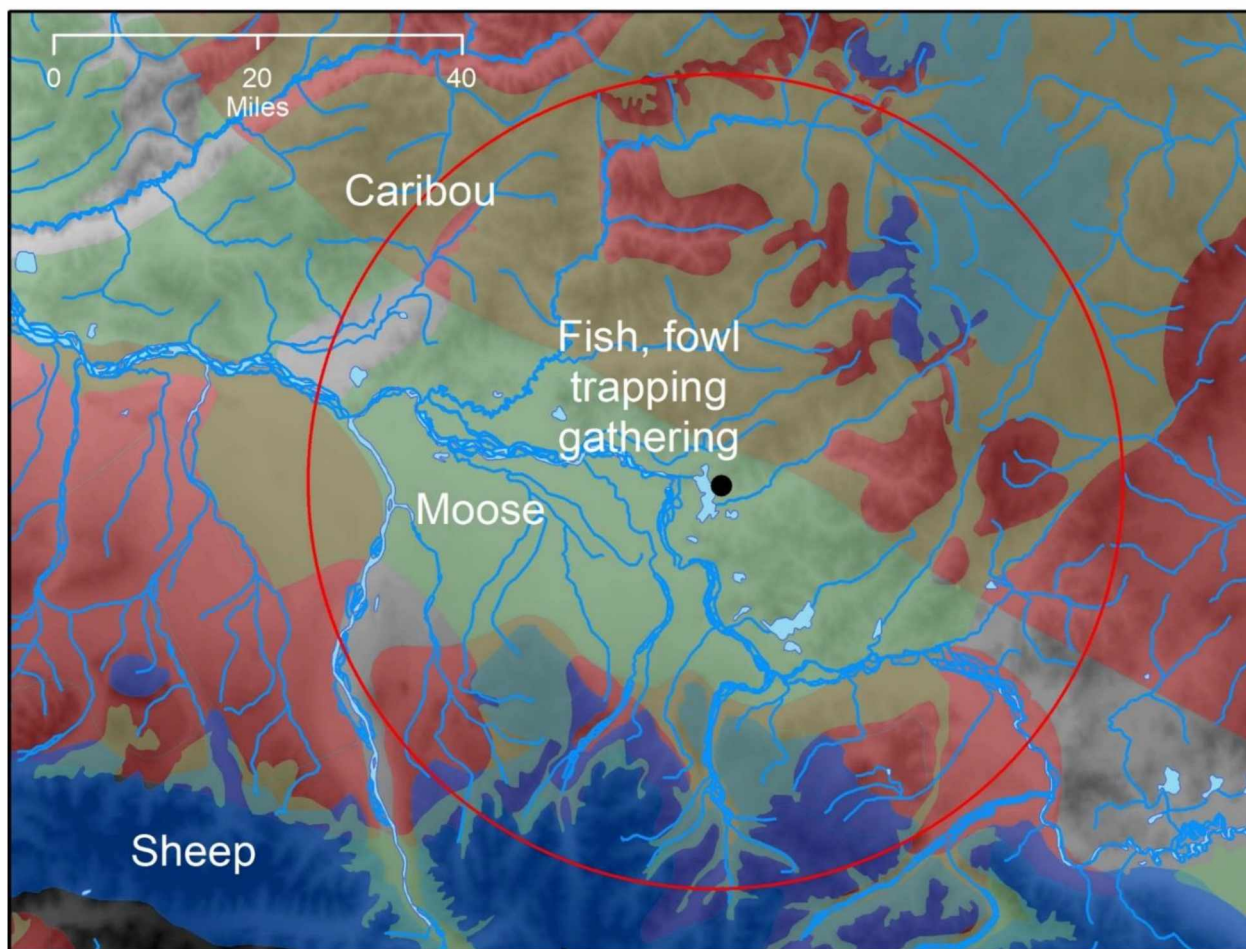 0 20 40
Miles
Caribou
Fish, fowl
trapping
gathering
Moose
Sheep